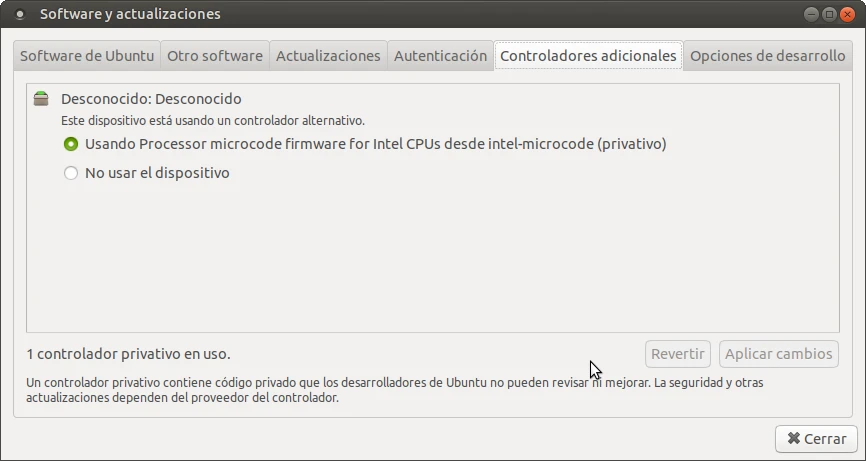 Software y actualizaciones
Software de Ubuntu
Otro software
Actualizaciones
Autenticación
Controladores adicionales
Opciones de desarrollo
Desconocido: Desconocido
Este dispositivo está usando un controlador alternativo.
Usando Processor microcode firmware for Intel CPUs desde intel-microcode (privativo)
No usar el dispositivo
1 controlador privativo en uso.
Revertir
Aplicar cambios
Un controlador privativo contiene código privado que los desarrolladores de Ubuntu no pueden revisar ni mejorar. La seguridad y otras
actualizaciones dependen del proveedor del controlador.
Cerrar